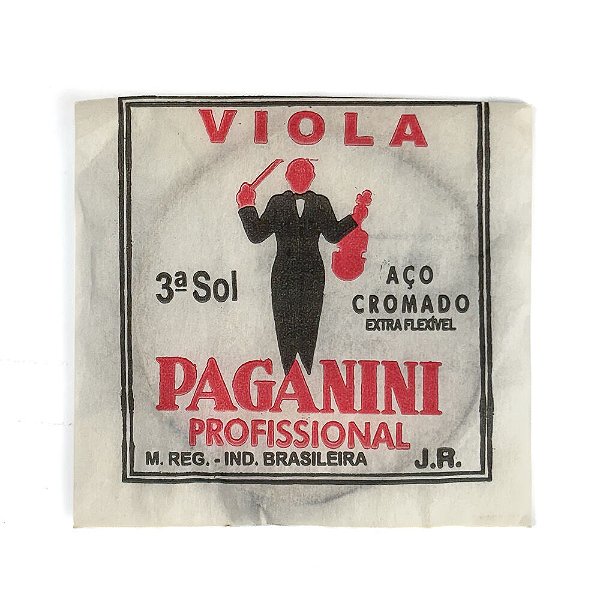 VIOLA
3ª Sol
AÇO
CROMADO
EXTRA FLEXÍVEL
PAGANINI
PROFISSIONAL
M. REG. - IND. BRASILEIRA
J.R.